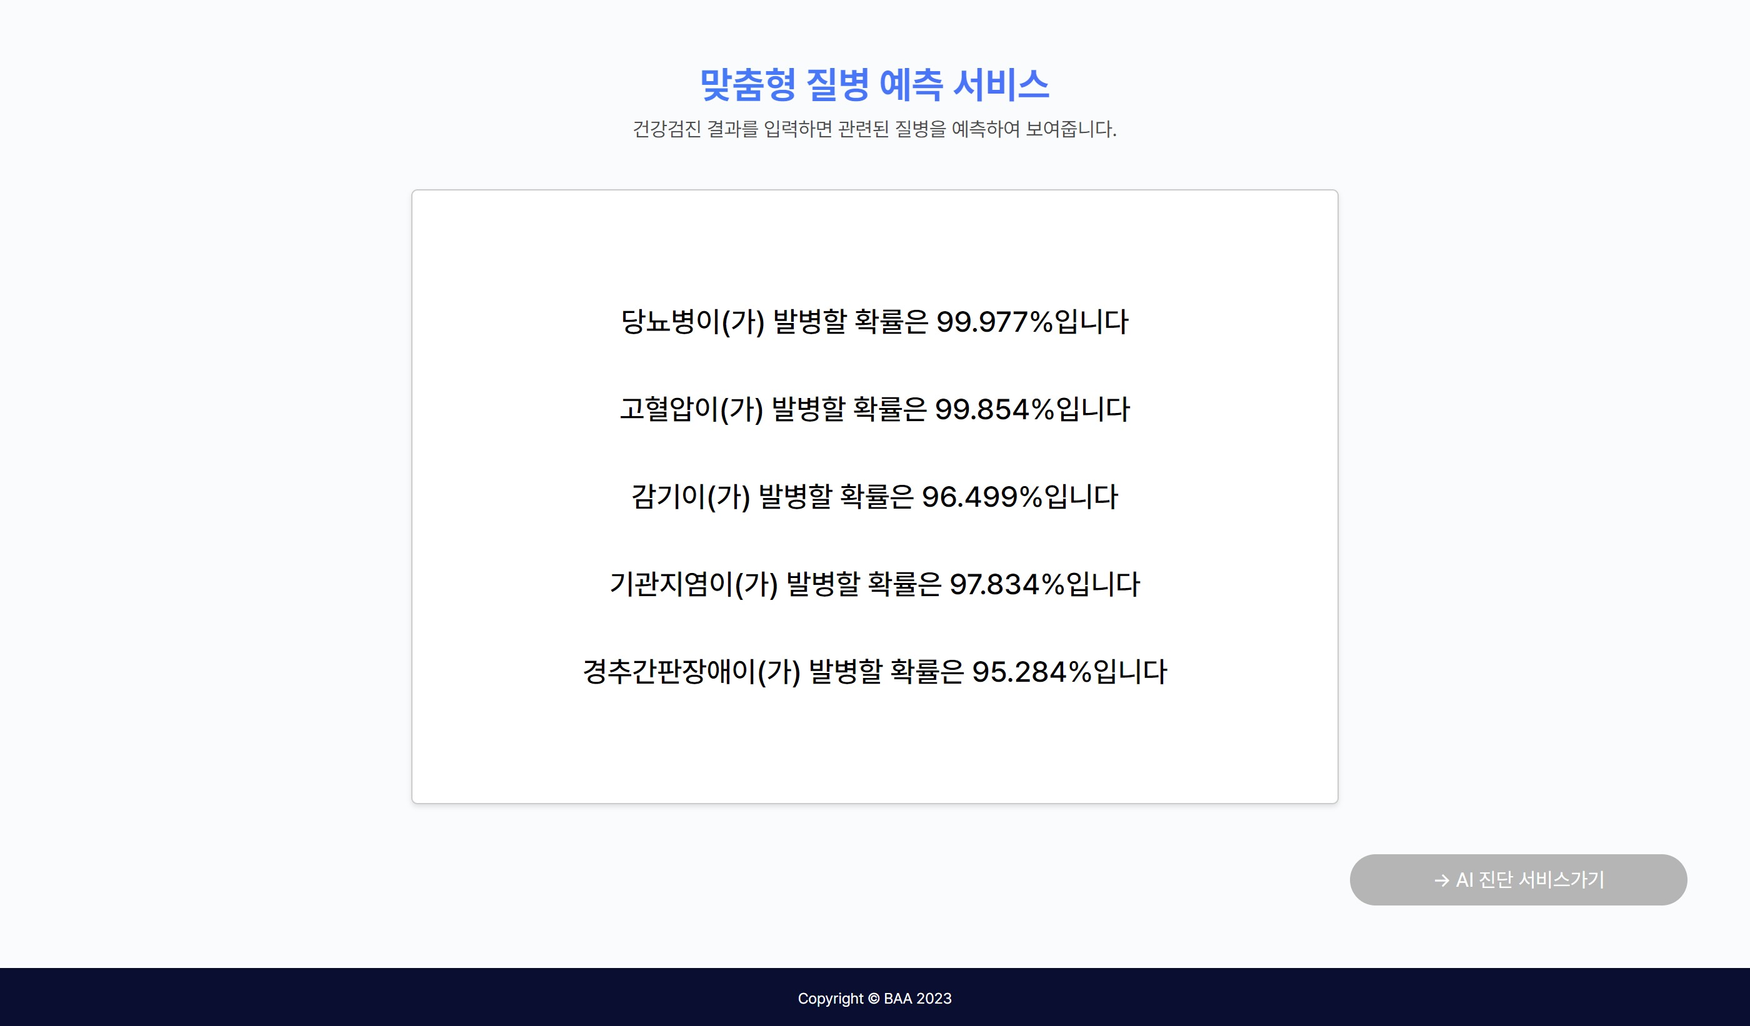 맞춤형 질병 예측 서비스
건강검진 결과를 입력하면 관련된 질병을 예측하여 보여줍니다.
당뇨병이(가) 발병할 확률은 99.977%입니다
고혈압이(가) 발병할 확률은 99.854%입니다
감기이(가) 발병할 확률은 96.499%입니다
기관지염이(가) 발병할 확률은 97.834%입니다
경추간판장애이(가) 발병할 확률은 95.284%입니다
→ AI 진단 서비스가기
Copyright © BAA 2023